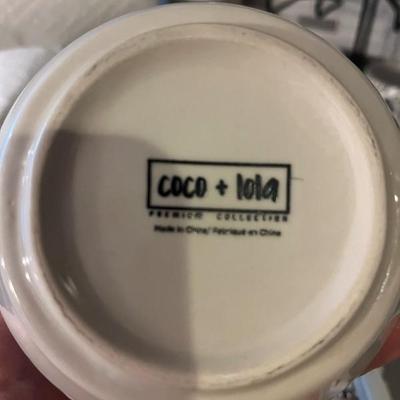 coco + lola
PREMIUM COLLECTION
Made in China/ Fabriqué en Chine